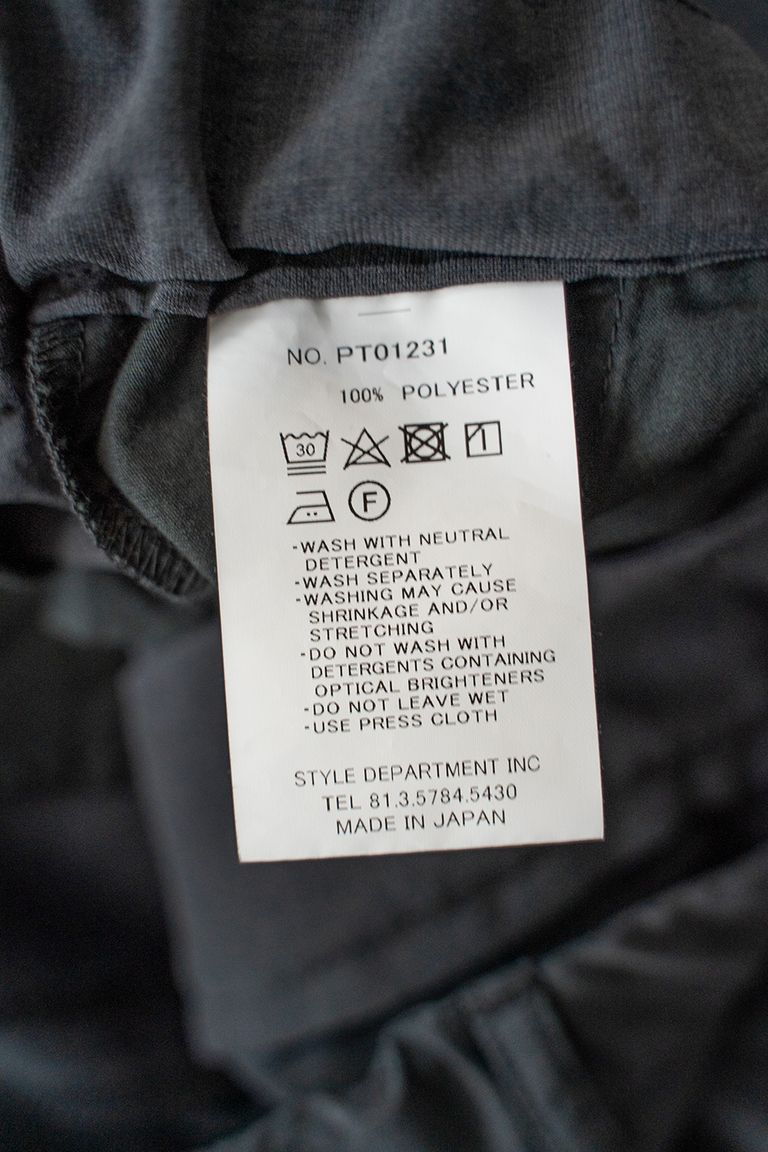 NO. PT01231
100% POLYESTER
30
F
-WASH WITH NEUTRAL
DETERGENT
-WASH SEPARATELY
-WASHING MAY CAUSE
SHRINKAGE AND/OR
STRETCHING
-DO NOT WASH WITH
DETERGENTS CONTAINING
OPTICAL BRIGHTENERS
-DO NOT LEAVE WET
-USE PRESS CLOTH
STYLE DEPARTMENT INC
TEL 81.3.5784.5430
MADE IN JAPAN